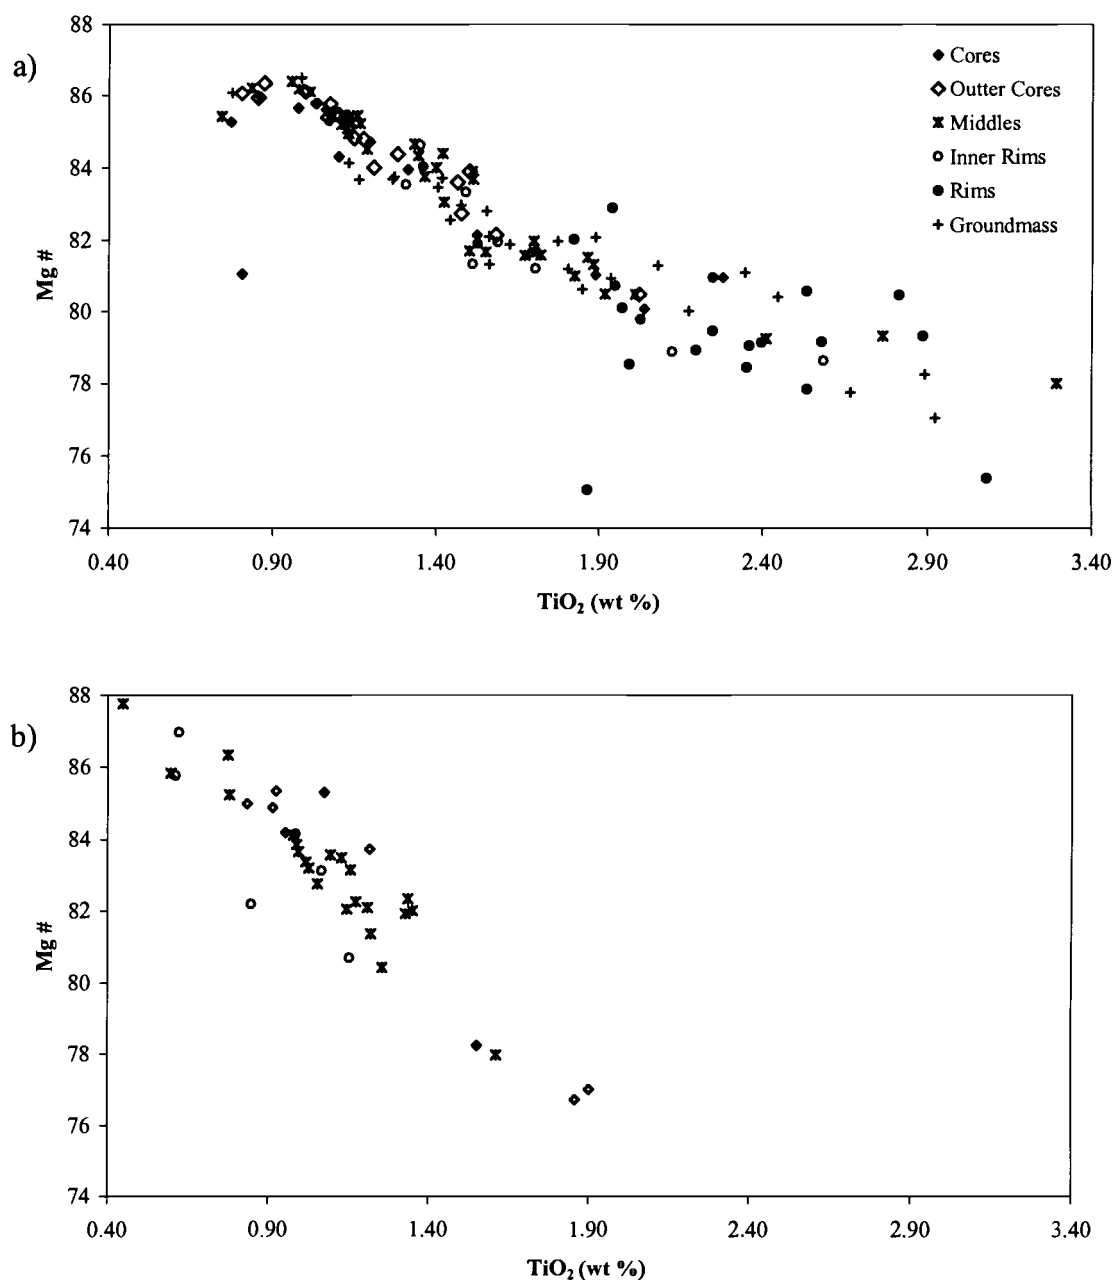 a)
88
86
84
82
80
78
76
74
Mg #
Cores
Outter Cores
Middles
Inner Rims
Rims
Groundmass
0.40 0.90 1.40 1.90 2.40 2.90 3.40
TiO₂ (wt %)
b)
88
86
84
82
80
78
76
74
Mg #
0.40 0.90 1.40 1.90 2.40 2.90 3.40
TiO₂ (wt %)